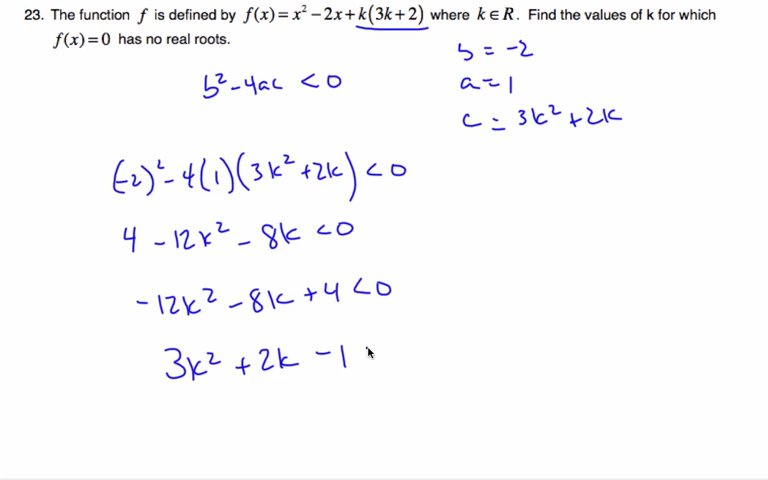 23. The function f is defined by f(x) = x² − 2x + k(3k + 2) where k ∈ R. Find the values of k for which
f(x) = 0 has no real roots.
b = -2
b² - 4ac < 0
a = 1
c = 3k² + 2k
(-2)² - 4(1)(3k² + 2k) < 0
4 - 12k² - 8k < 0
-12k² - 8k + 4 < 0
3k² + 2k - 1